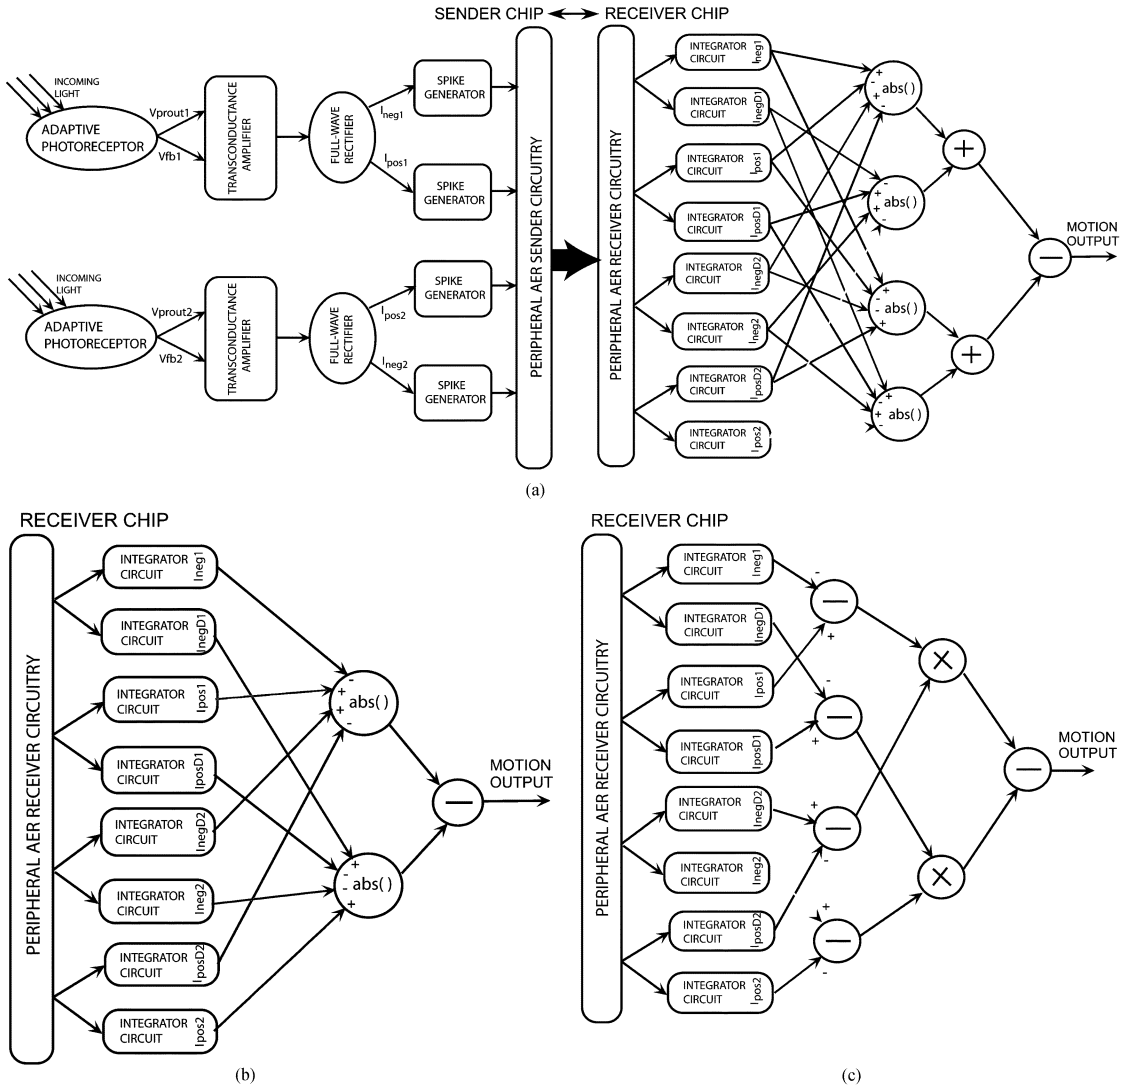 SENDER CHIP
RECEIVER CHIP
INCOMING
LIGHT
ADAPTIVE
PHOTORECEPTOR
Vprout1
Vfb1
TRANSCONDUCTANCE
AMPLIFIER
FULL-WAVE
RECTIFIER
Ineg1
Ipos1
SPIKE
GENERATOR
SPIKE
GENERATOR
INCOMING
LIGHT
ADAPTIVE
PHOTORECEPTOR
Vprout2
Vfb2
TRANSCONDUCTANCE
AMPLIFIER
FULL-WAVE
RECTIFIER
Ipos2
Ineg2
SPIKE
GENERATOR
SPIKE
GENERATOR
PERIPHERAL AER SENDER CIRCUITRY
PERIPHERAL AER RECEIVER CIRCUITRY
INTEGRATOR
CIRCUIT
Ineg1
INTEGRATOR
CIRCUIT
InegD1
INTEGRATOR
CIRCUIT
Ipos1
INTEGRATOR
CIRCUIT
IposD1
INTEGRATOR
CIRCUIT
InegD2
INTEGRATOR
CIRCUIT
Ineg2
INTEGRATOR
CIRCUIT
IposD2
INTEGRATOR
CIRCUIT
Ipos2
+
-
+
-
abs()
-
+
+
-
abs()
+
-
-
+
abs()
+
-
+
-
abs()
+
+
—
MOTION
OUTPUT
(a)
RECEIVER CHIP
PERIPHERAL AER RECEIVER CIRCUITRY
INTEGRATOR
CIRCUIT
Ineg1
INTEGRATOR
CIRCUIT
InegD1
INTEGRATOR
CIRCUIT
Ipos1
INTEGRATOR
CIRCUIT
IposD1
INTEGRATOR
CIRCUIT
InegD2
INTEGRATOR
CIRCUIT
Ineg2
INTEGRATOR
CIRCUIT
IposD2
INTEGRATOR
CIRCUIT
Ipos2
-
+
+
-
abs()
+
-
-
+
abs()
—
MOTION
OUTPUT
(b)
RECEIVER CHIP
PERIPHERAL AER RECEIVER CIRCUITRY
INTEGRATOR
CIRCUIT
Ineg1
INTEGRATOR
CIRCUIT
InegD1
INTEGRATOR
CIRCUIT
Ipos1
INTEGRATOR
CIRCUIT
IposD1
INTEGRATOR
CIRCUIT
InegD2
INTEGRATOR
CIRCUIT
Ineg2
INTEGRATOR
CIRCUIT
IposD2
INTEGRATOR
CIRCUIT
Ipos2
-
—
+
-
—
+
+
—
-
+
—
-
×
×
—
MOTION
OUTPUT
(c)